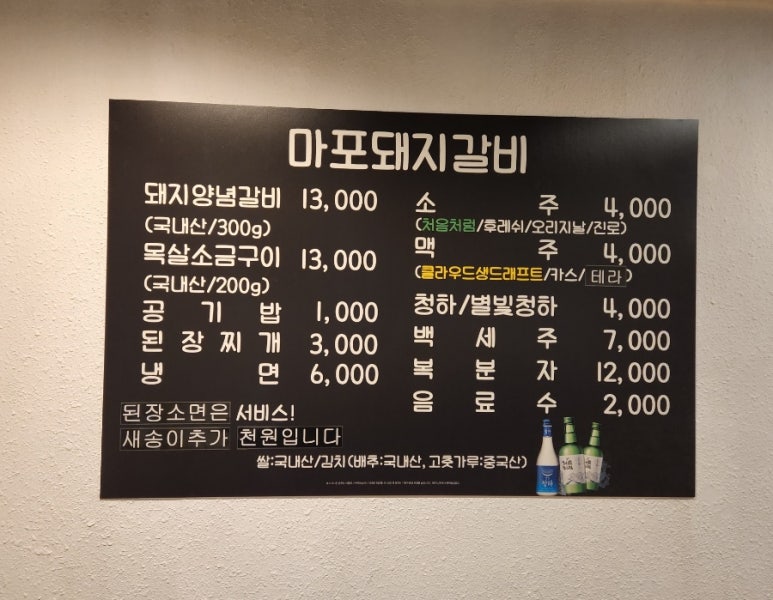 마포돼지갈비
돼지양념갈비 13,000
(국내산/300g)
목살소금구이 13,000
(국내산/200g)
공기밥 1,000
된장찌개 3,000
냉면 6,000
된장소면은 서비스!
새송이추가 천원입니다
소주 4,000
(처음처럼/후레쉬/오리지날/진로)
맥주 4,000
(클라우드생드래프트/카스/테라)
청하/별빛청하 4,000
백세주 7,000
복분자 12,000
음료수 2,000
쌀:국내산/김치(배추:국내산, 고춧가루:중국산)